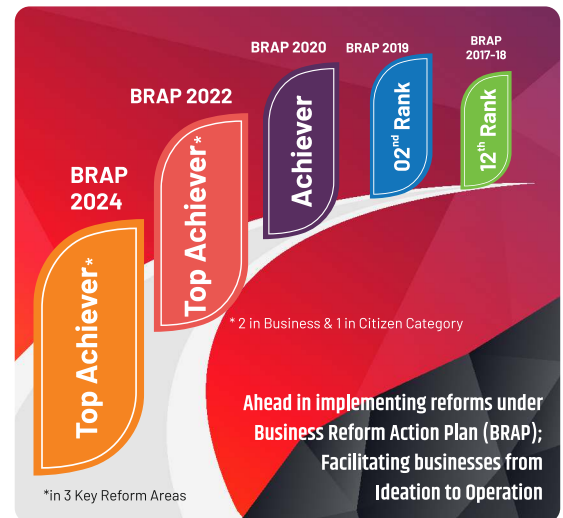 BRAP 2020
BRAP 2019
BRAP
2017-18
BRAP 2022
BRAP
2024
Top Achiever*
Top Achiever*
Achiever
02nd Rank
12th Rank
* 2 in Business & 1 in Citizen Category
Ahead in implementing reforms under
Business Reform Action Plan (BRAP);
Facilitating businesses from
Ideation to Operation
*in 3 Key Reform Areas